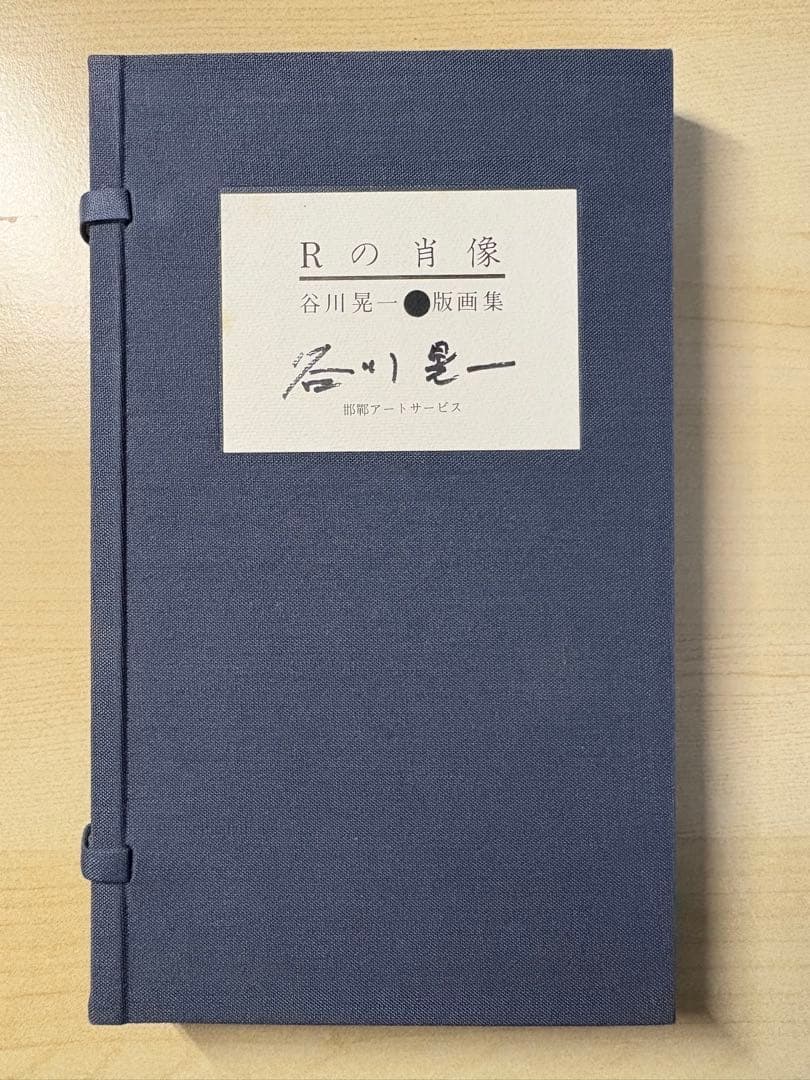 Rの肖像
谷川晃一●版画集
谷川晃一
邯鄲アートサービス